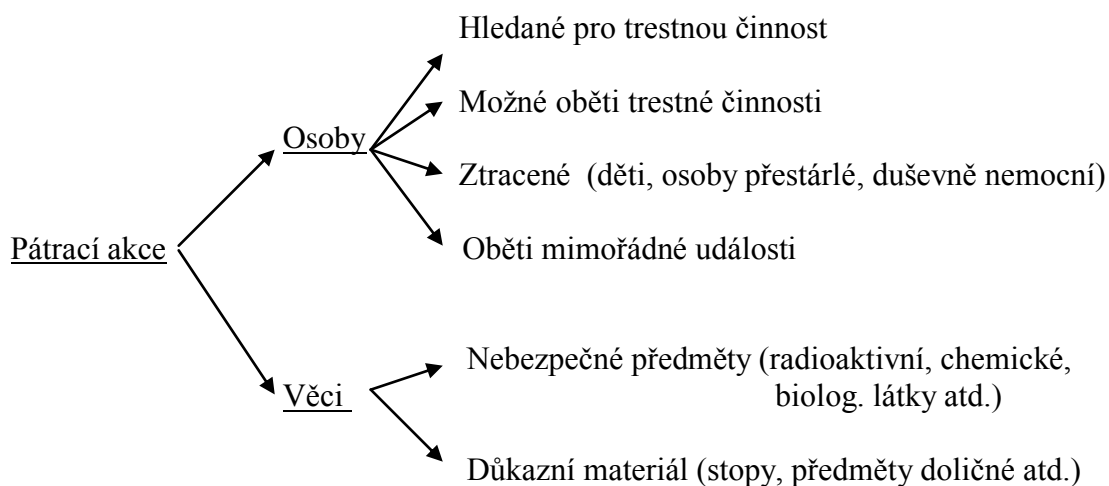 Hledané pro trestnou činnost
Možné oběti trestné činnosti
Osoby
Ztracené (děti, osoby přestárlé, duševně nemocní)
Pátrací akce
Oběti mimořádné události
Nebezpečné předměty (radioaktivní, chemické,
biolog. látky atd.)
Věci
Důkazní materiál (stopy, předměty doličné atd.)